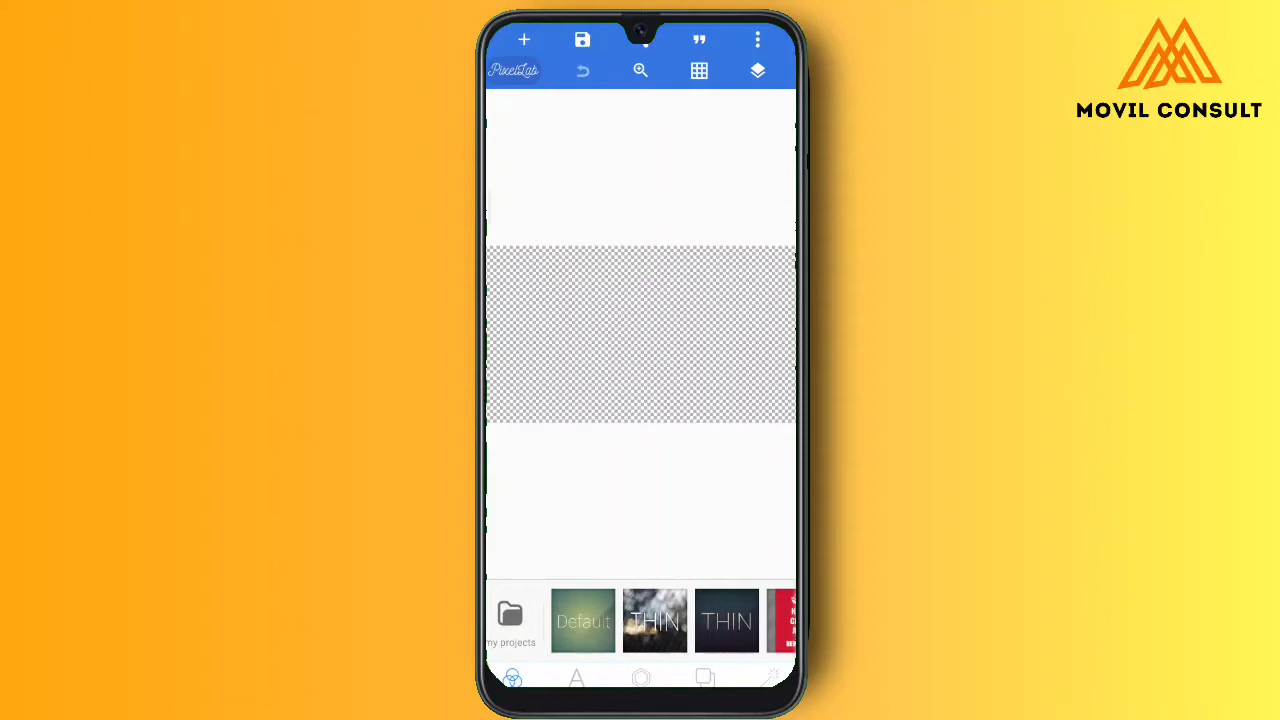 PixelLab
MOVIL CONSULT
my projects
Default
THIN
THIN